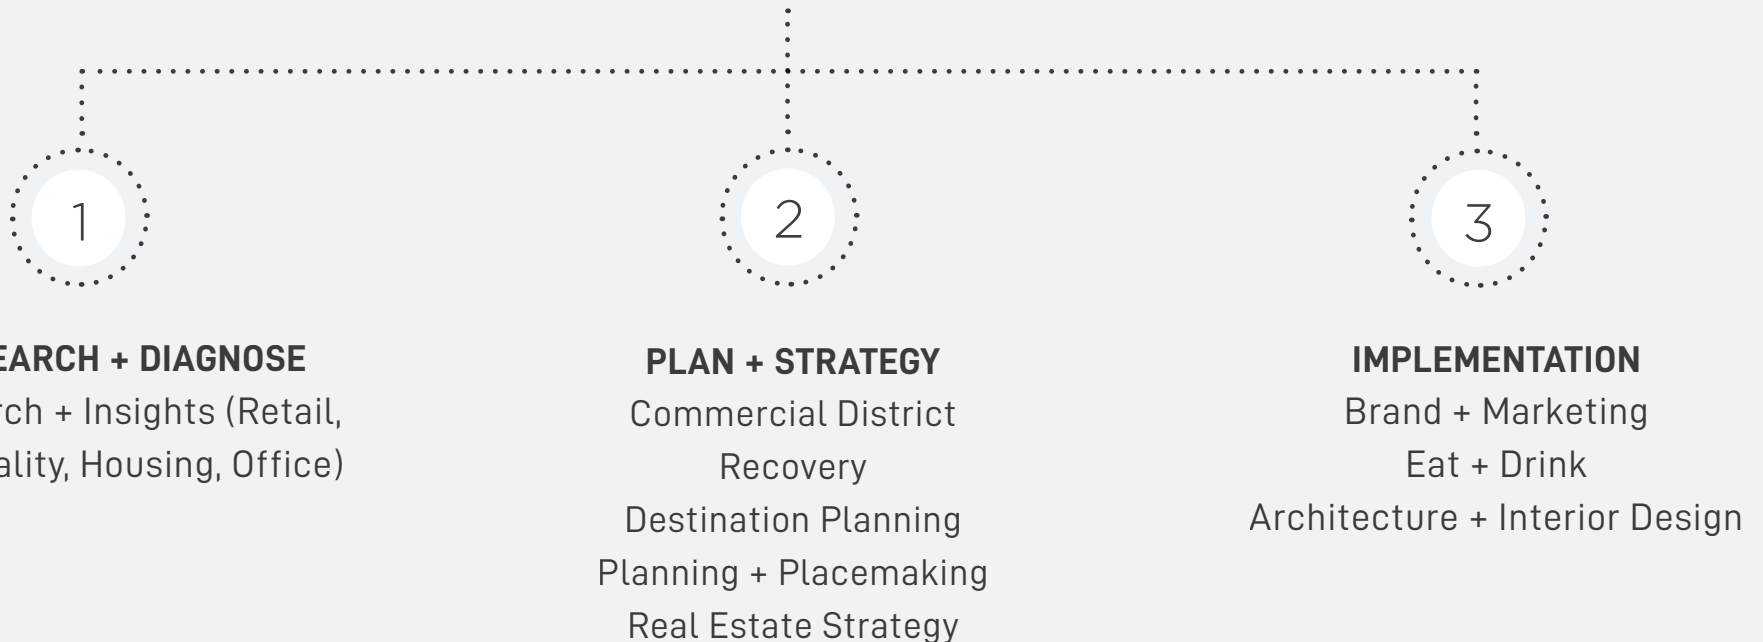 1
EARCH + DIAGNOSE
rch + Insights (Retail,
ality, Housing, Office)
2
PLAN + STRATEGY
Commercial District
Recovery
Destination Planning
Planning + Placemaking
Real Estate Strategy
3
IMPLEMENTATION
Brand + Marketing
Eat + Drink
Architecture + Interior Design